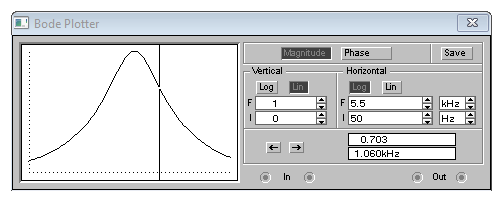 Bode Plotter
Magnitude Phase Save
Vertical Horizontal
Log Lin Log Lin
F 1 F 5.5 kHz
I 0 I 50 Hz
0.703
1.060kHz
In Out